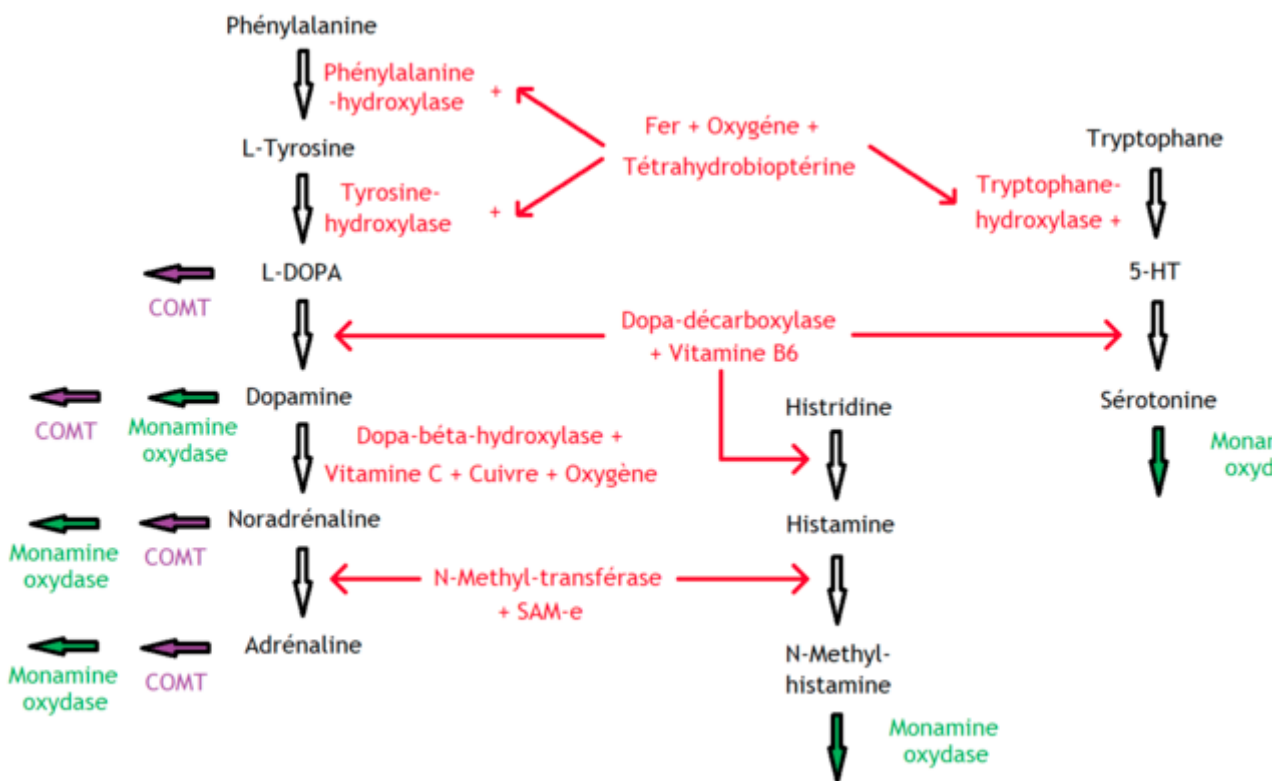 Phénylalanine
Phénylalanine
-hydroxylase +
Fer + Oxygéne +
Tétrahydrobioptérine
L-Tyrosine
Tryptophane
Tyrosine-
hydroxylase +
Tryptophane-
hydroxylase +
L-DOPA
COMT
5-HT
Dopa-décarboxylase
+ Vitamine B6
Dopamine
COMT
Monamine
oxydase
Histridine
Sérotonine
Dopa-béta-hydroxylase +
Vitamine C + Cuivre + Oxygène
Monam
oxyd
Noradrénaline
Monamine
oxydase
COMT
Histamine
N-Methyl-transférase
+ SAM-e
Adrénaline
Monamine
oxydase
COMT
N-Methyl-
histamine
Monamine
oxydase